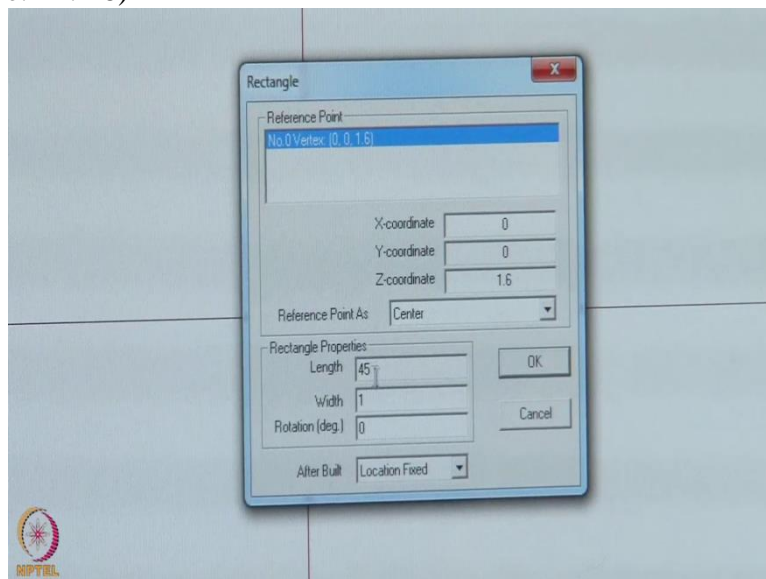 Rectangle
X
Reference Point
No.0 Vertex: (0, 0, 1.6)
X-coordinate 0
Y-coordinate 0
Z-coordinate 1.6
Reference Point As Center
Rectangle Properties
Length 45
OK
Width 1
Cancel
Rotation (deg.) 0
After Built Location Fixed
NPTEL